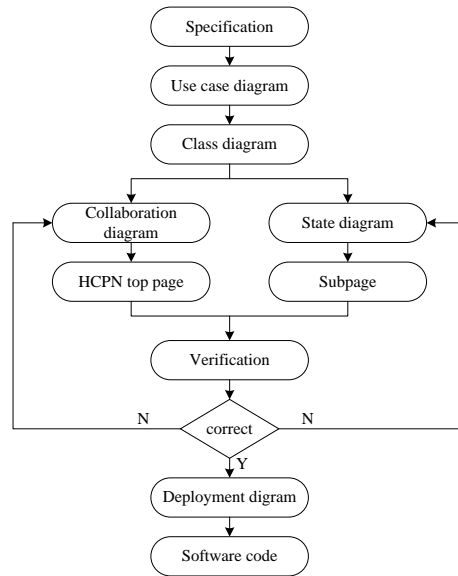 Specification
Use case diagram
Class diagram
Collaboration
diagram
State diagram
HCPN top page
Subpage
Verification
N
correct
N
Y
Deployment digram
Software code